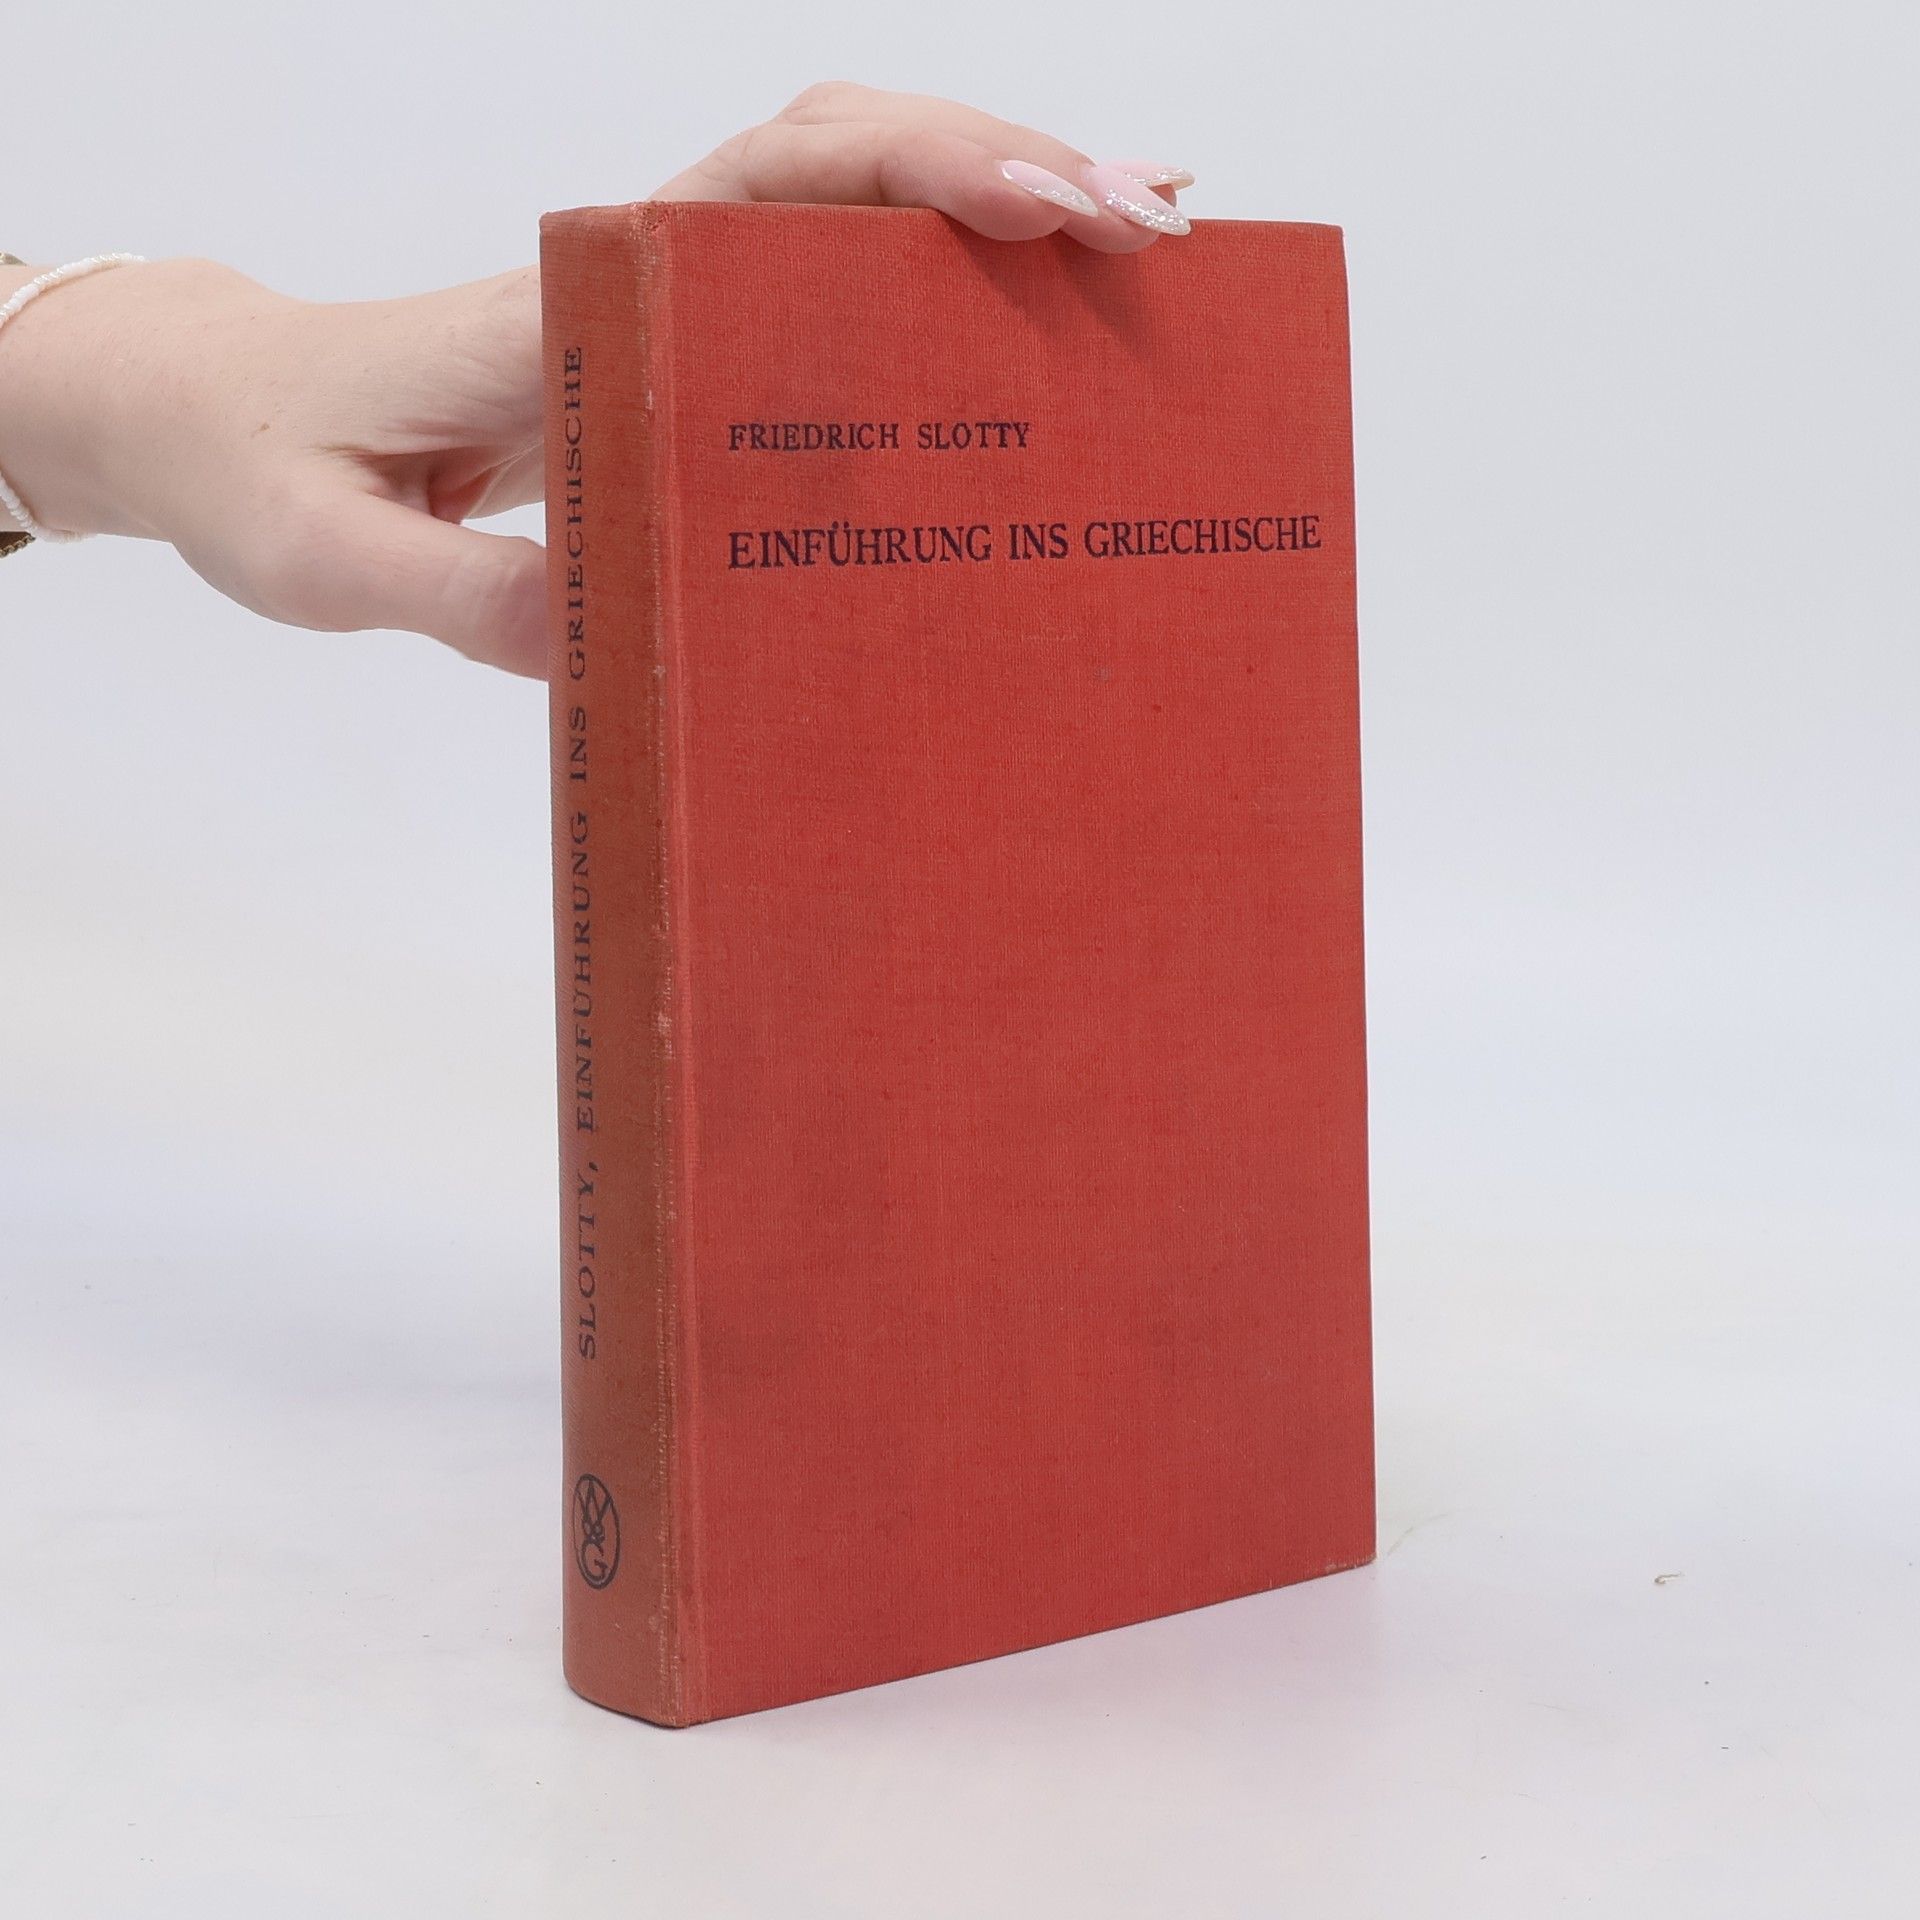 FRIEDRICH SLOTTY
EINFÜHRUNG INS GRIECHISCHE
SLOTTY, EINFÜHRUNG INS GRIECHISCHE